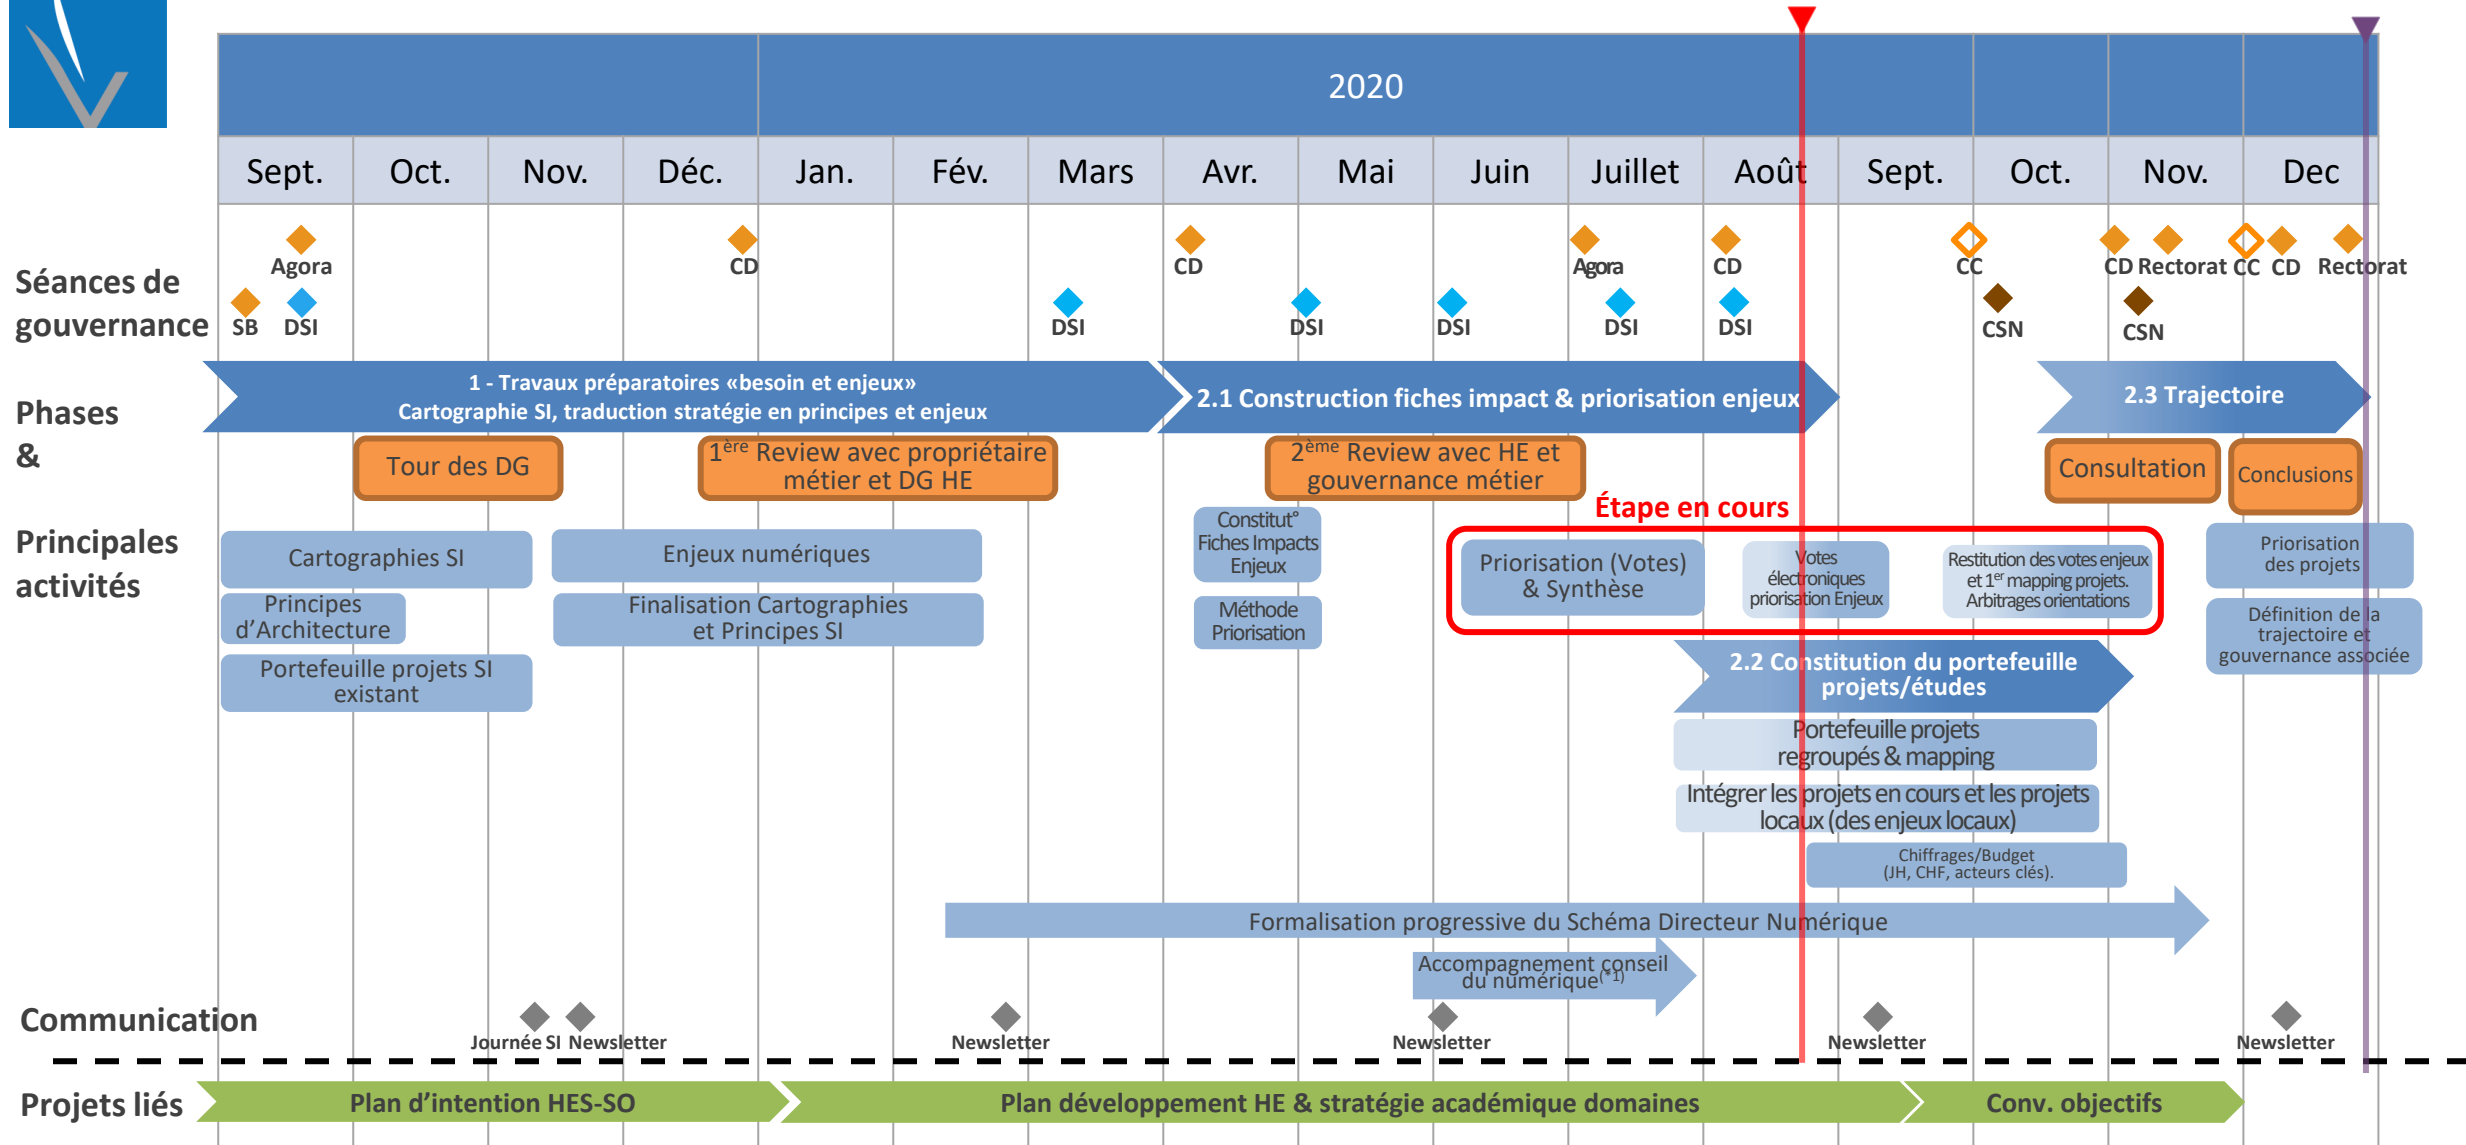 2020
Sept. Oct. Nov. Déc. Jan. Fév. Mars Avr. Mai Juin Juillet Août Sept. Oct. Nov. Dec
Séances de
gouvernance
Agora CD CD Agora CD CC CD Rectorat CC CD Rectorat
SB DSI DSI DSI DSI DSI DSI CSN CSN
Phases
&
Principales
activités
1 - Travaux préparatoires «besoin et enjeux»
Cartographie SI, traduction stratégie en principes et enjeux
2.1 Construction fiches impact & priorisation enjeux
2.3 Trajectoire
Tour des DG
1ère Review avec propriétaire
métier et DG HE
2ème Review avec HE et
gouvernance métier
Consultation
Conclusions
Étape en cours
Cartographies SI
Enjeux numériques
Constitut°
Fiches Impacts
Enjeux
Priorisation (Votes)
& Synthèse
Votes
électroniques
priorisation Enjeux
Restitution des votes enjeux
et 1er mapping projets.
Arbitrages orientations
Priorisation
des projets
Principes
d’Architecture
Finalisation Cartographies
et Principes SI
Méthode
Priorisation
Définition de la
trajectoire et
gouvernance associée
Portefeuille projets SI
existant
2.2 Constitution du portefeuille
projets/études
Portefeuille projets
regroupés & mapping
Intégrer les projets en cours et les projets
locaux (des enjeux locaux)
Chiffrages/Budget
(JH, CHF, acteurs clés).
Formalisation progressive du Schéma Directeur Numérique
Accompagnement conseil
du numérique(*1)
Communication
Journée SI Newsletter Newsletter Newsletter Newsletter Newsletter
Projets liés
Plan d’intention HES-SO
Plan développement HE & stratégie académique domaines
Conv. objectifs